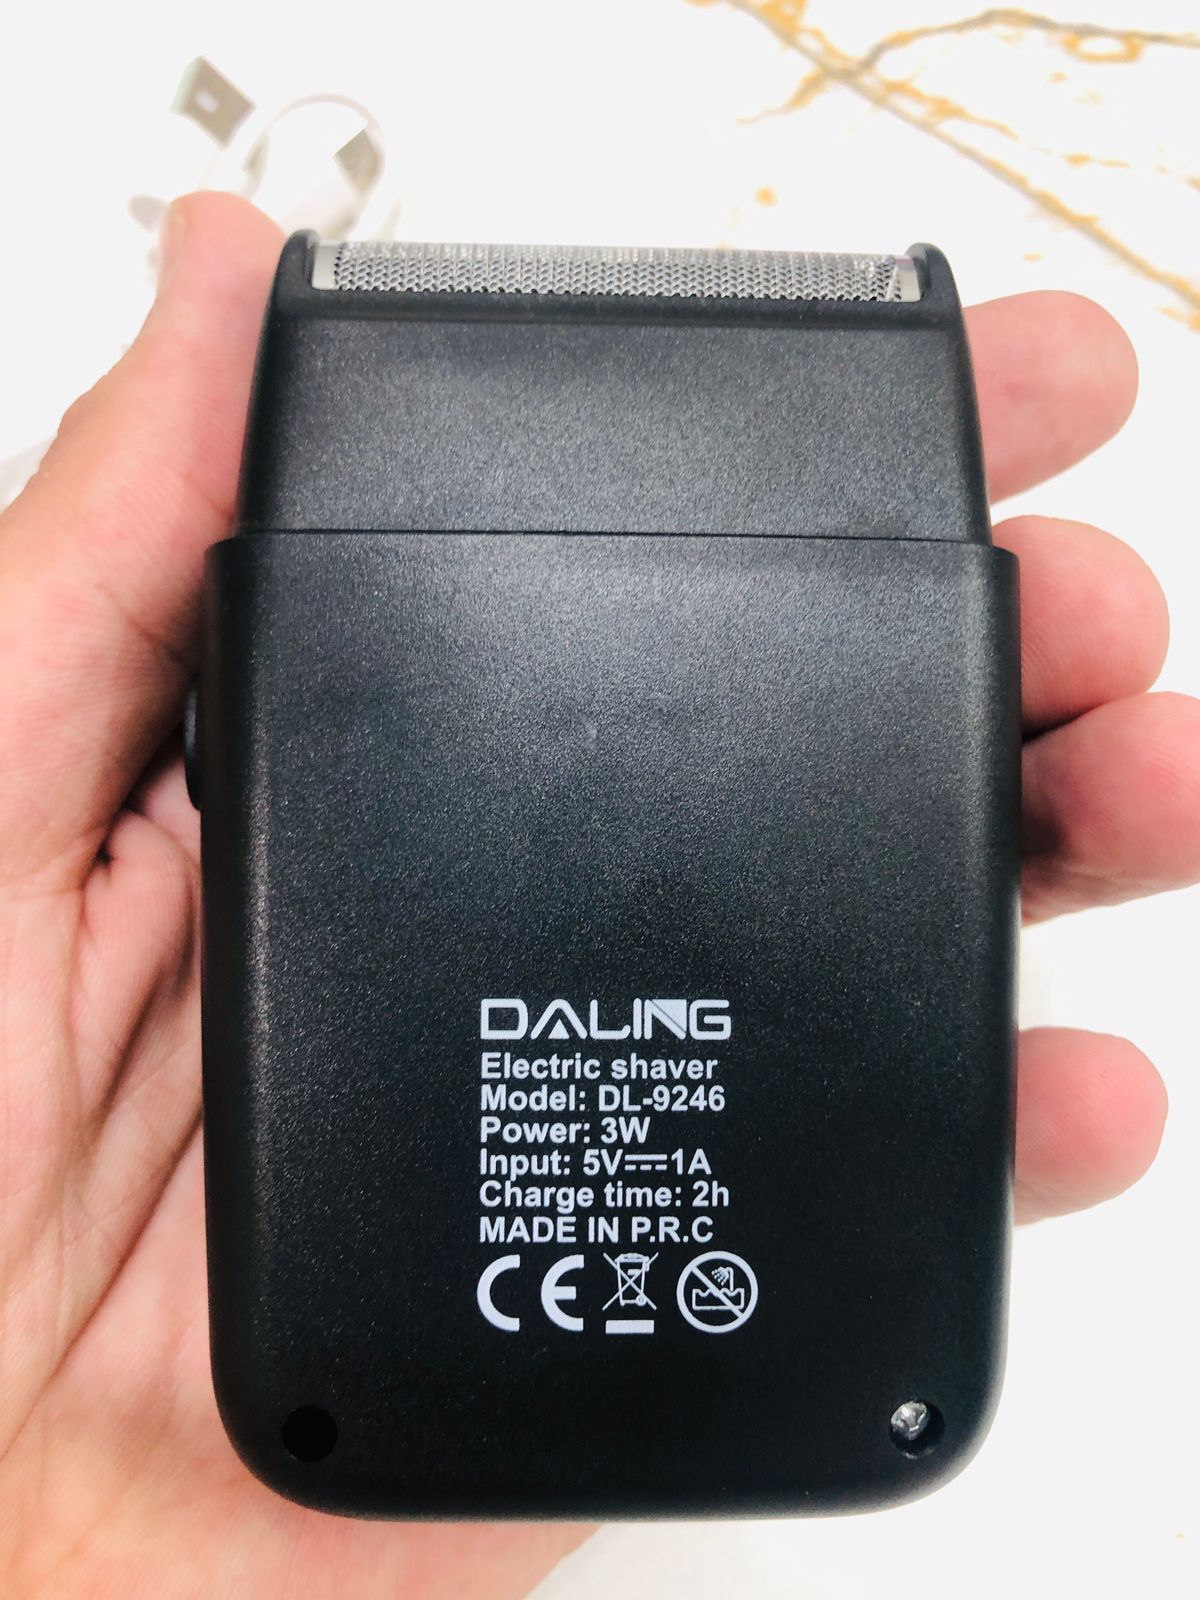 DALING
Electric shaver
Model: DL-9246
Power: 3W
Input: 5V⎓1A
Charge time: 2h
MADE IN P.R.C
CE